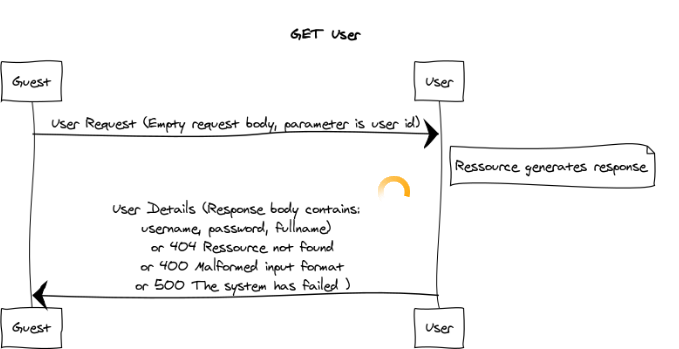 GET User
Guest
User
User Request (Empty request body, parameter is user id)
Ressource generates response
User Details (Response body contains:
username, password, fullname)
or 404 Ressource not found
or 400 Malformed input format
or 500 The system has failed )
Guest
User